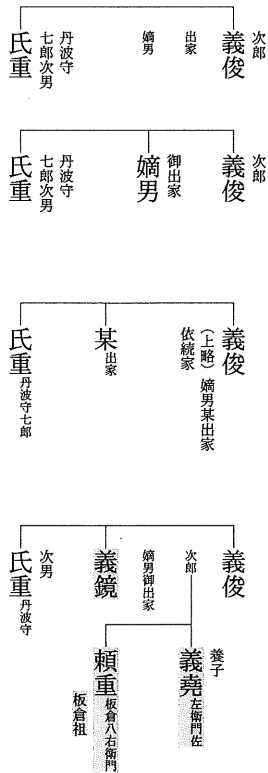 次郎
義俊
出家
嫡男
丹波守
七郎次男
氏重
次郎
義俊
御出家
嫡男
丹波守
七郎次男
氏重
義俊
(上略)嫡男某出家
依続家
某出家
氏重丹波守七郎
義俊
次郎
嫡男御出家
義鏡
次男
氏重丹波守
養子
義堯左衛門佐
頼重板倉八右衛門
板倉祖